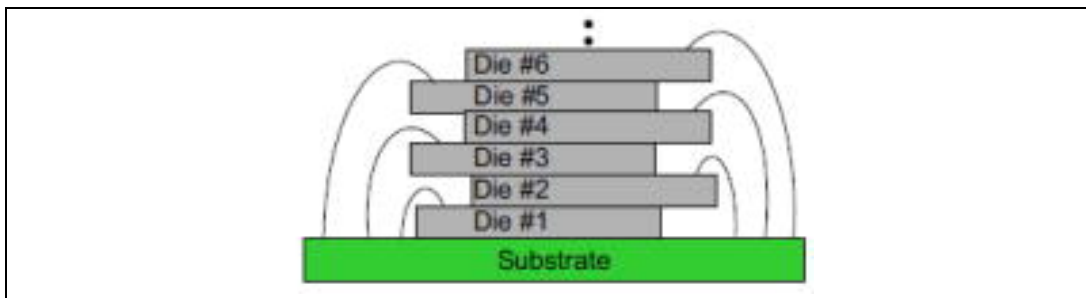 Die #6
Die #5
Die #4
Die #3
Die #2
Die #1
Substrate